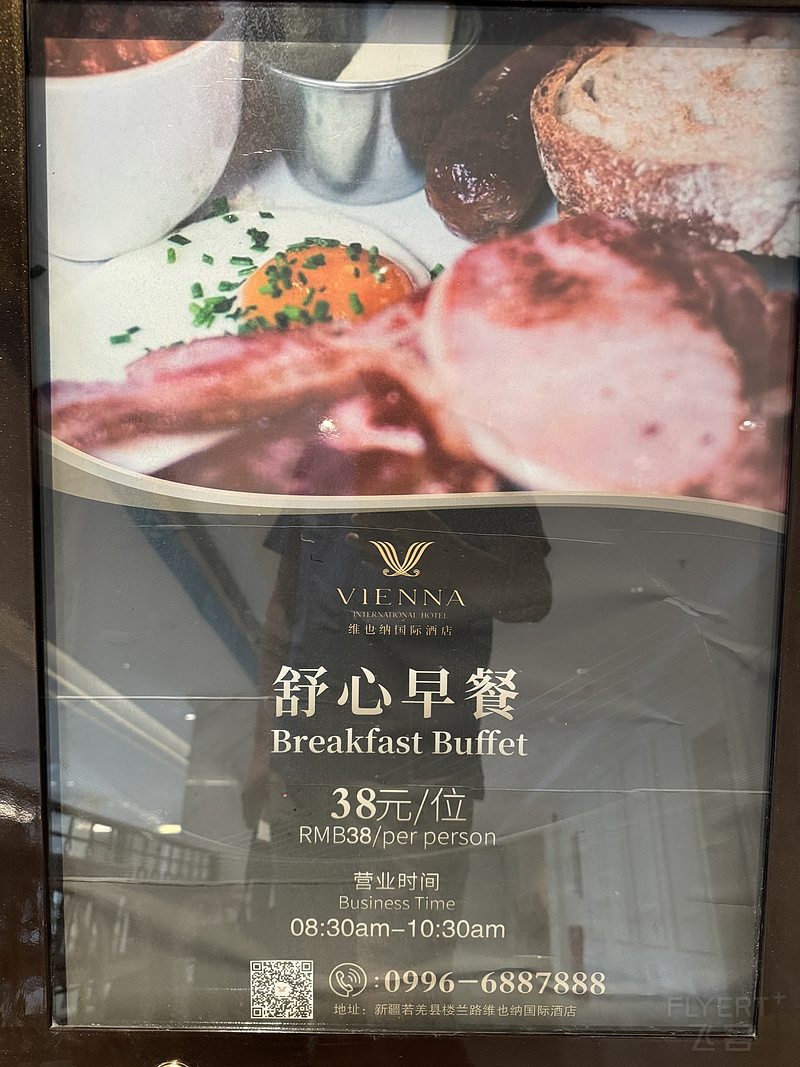 VIENNA
INTERNATIONAL HOTEL
维也纳国际酒店
舒心早餐
Breakfast Buffet
38元/位
RMB38/per person
营业时间
Business Time
08:30am-10:30am
:0996-6887888
地址：新疆若羌县楼兰路维也纳国际酒店
FLYERT+
飞客